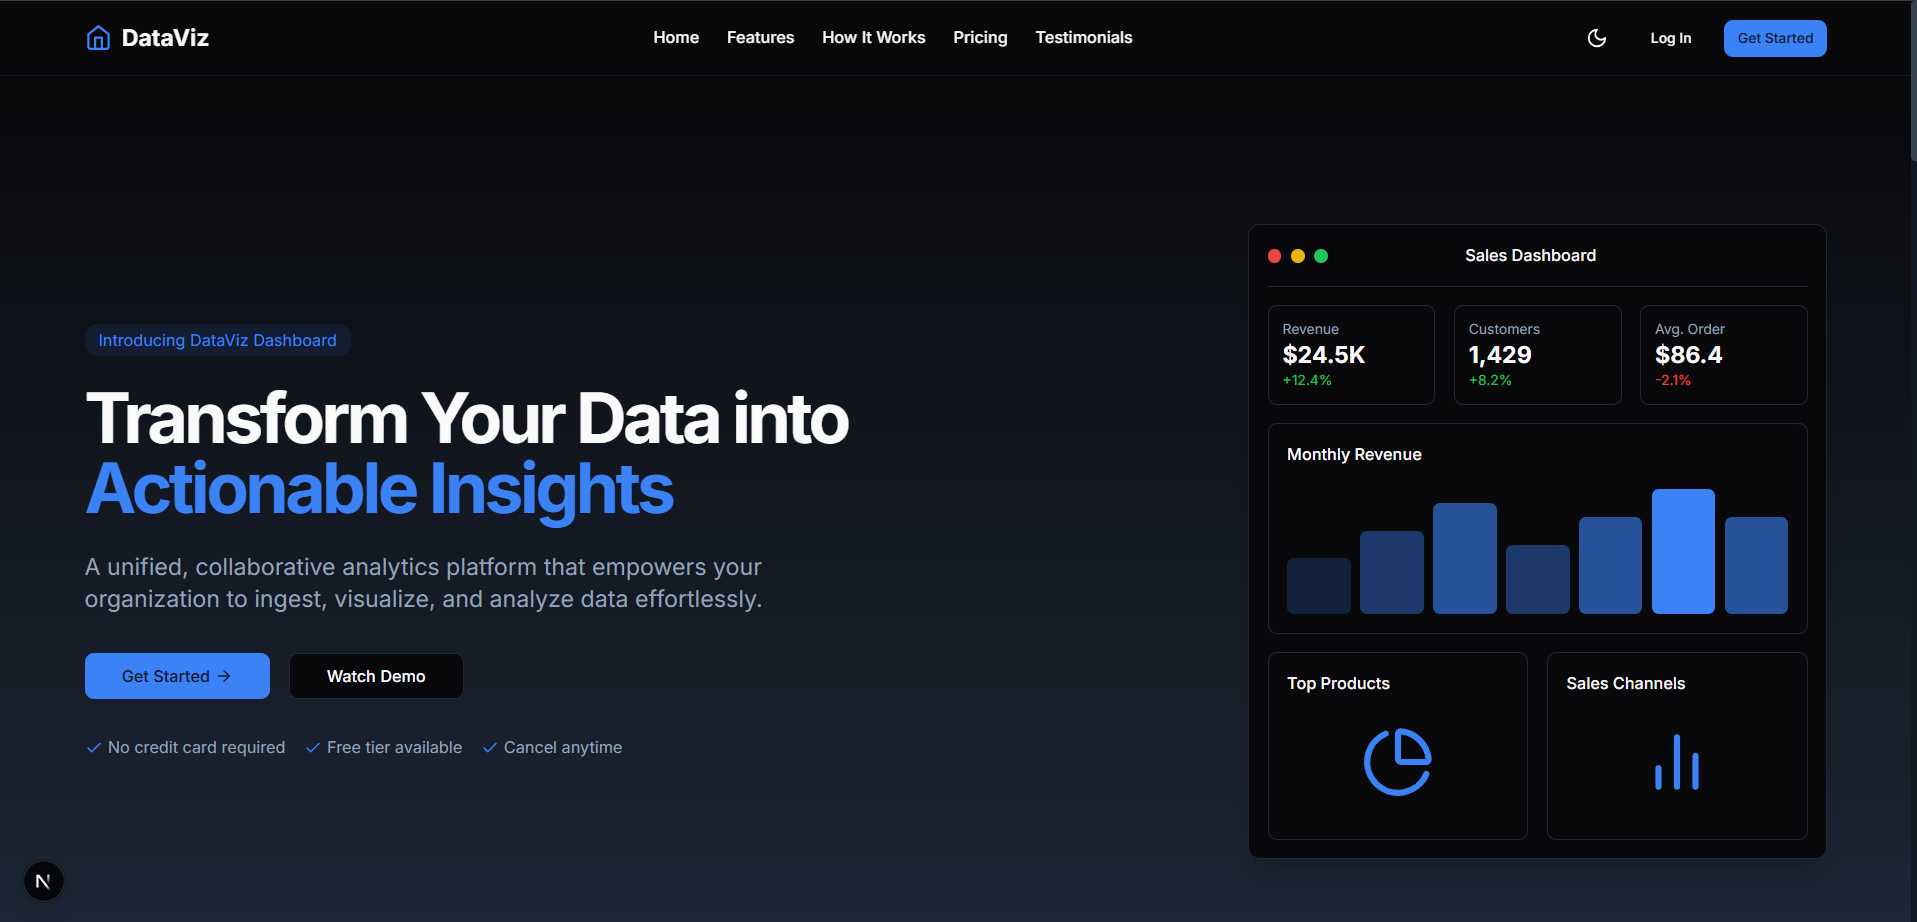 DataViz
Home
Features
How It Works
Pricing
Testimonials
Log In
Get Started
Introducing DataViz Dashboard
Transform Your Data into
Actionable Insights
A unified, collaborative analytics platform that empowers your
organization to ingest, visualize, and analyze data effortlessly.
Get Started →
Watch Demo
No credit card required
Free tier available
Cancel anytime
Sales Dashboard
Revenue
$24.5K
+12.4%
Customers
1,429
+8.2%
Avg. Order
$86.4
-2.1%
Monthly Revenue
Top Products
Sales Channels
N